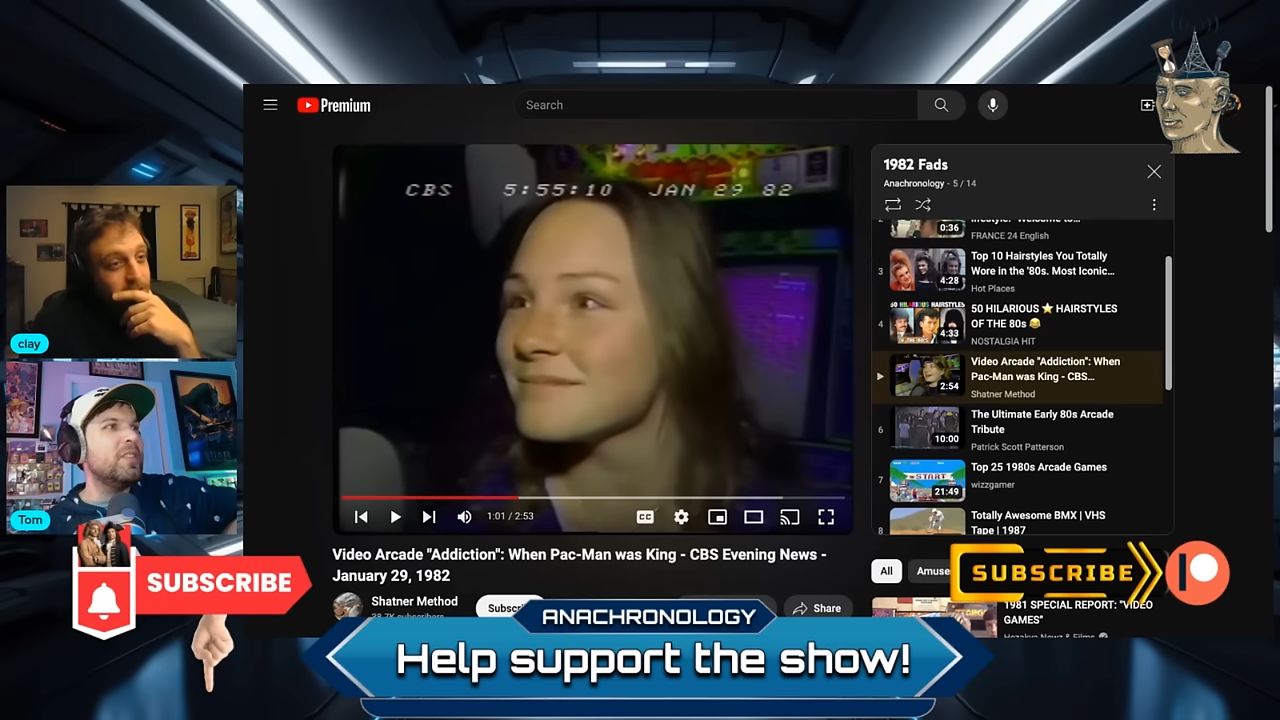 Premium
Search
CBS 5:55:10 JAN 29 82
1982 Fads
Anachronology - 5 / 14
0:36
FRANCE 24 English
3
Top 10 Hairstyles You Totally
Wore in the '80s. Most Iconic...
4:28
Hot Places
4
50 HILARIOUS HAIRSTYLES
50 HILARIOUS ⭐ HAIRSTYLES
OF THE 80s 😂
4:33
NOSTALGIA HIT
Video Arcade "Addiction": When
Pac-Man was King - CBS...
2:54
Shatner Method
6
The Ultimate Early 80s Arcade
Tribute
10:00
Patrick Scott Patterson
7
START
Top 25 1980s Arcade Games
21:49
wizzgamer
8
Totally Awesome BMX | VHS
Tape | 1987
clay
Tom
1:01 / 2:53
CC
Video Arcade "Addiction": When Pac-Man was King - CBS Evening News -
January 29, 1982
Shatner Method
Share
All
1981 SPECIAL REPORT: "VIDEO
GAMES"
SUBSCRIBE
SUBSCRIBE
ANACHRONOLOGY
Help support the show!